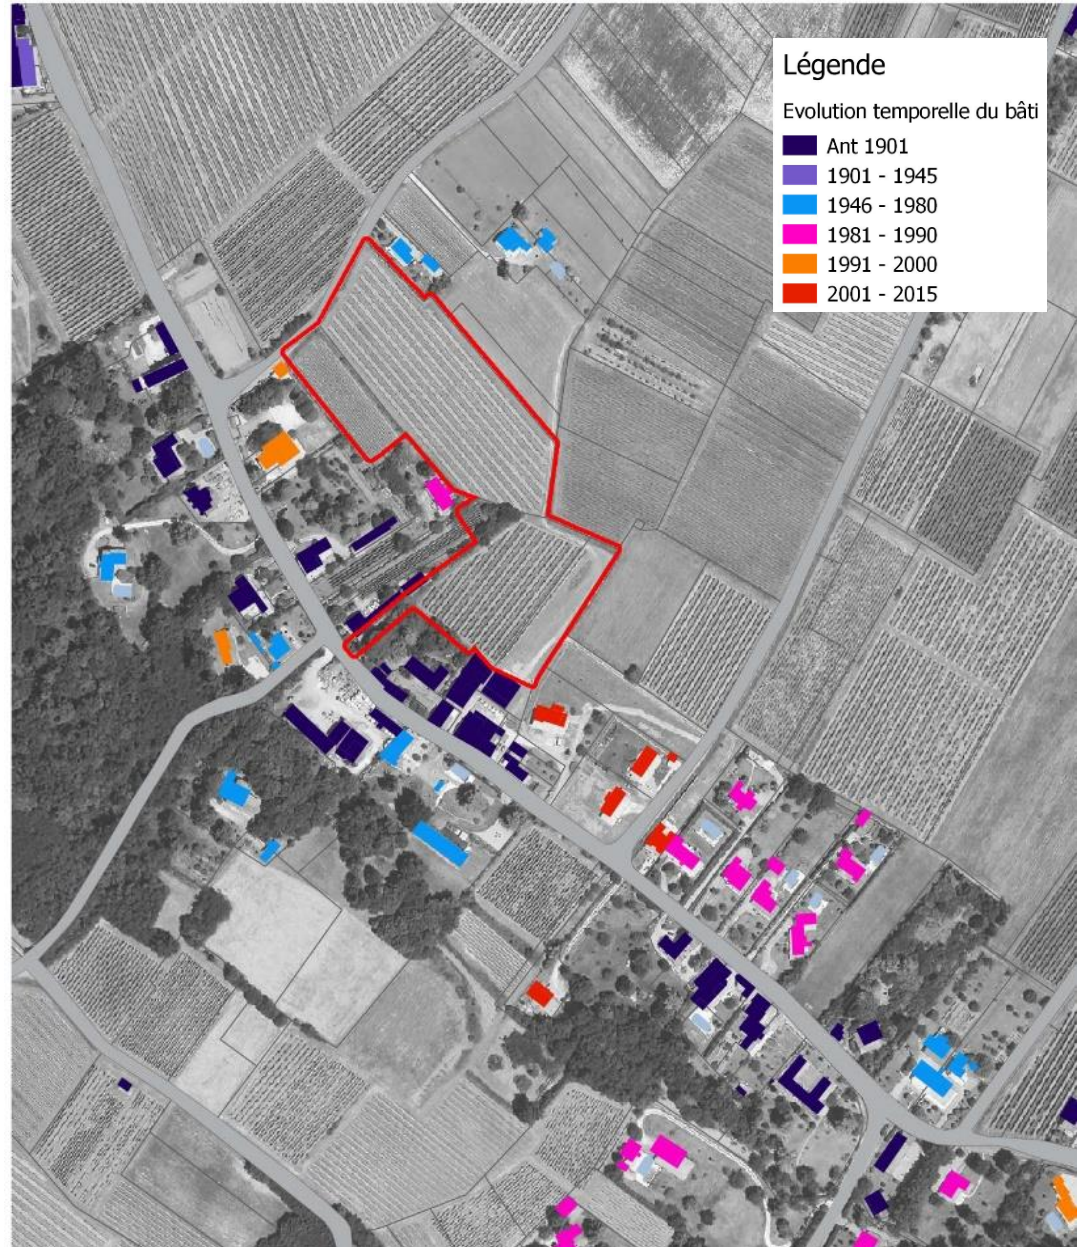 Légende
Evolution temporelle du bâti
Ant 1901
1901 - 1945
1946 - 1980
1981 - 1990
1991 - 2000
2001 - 2015